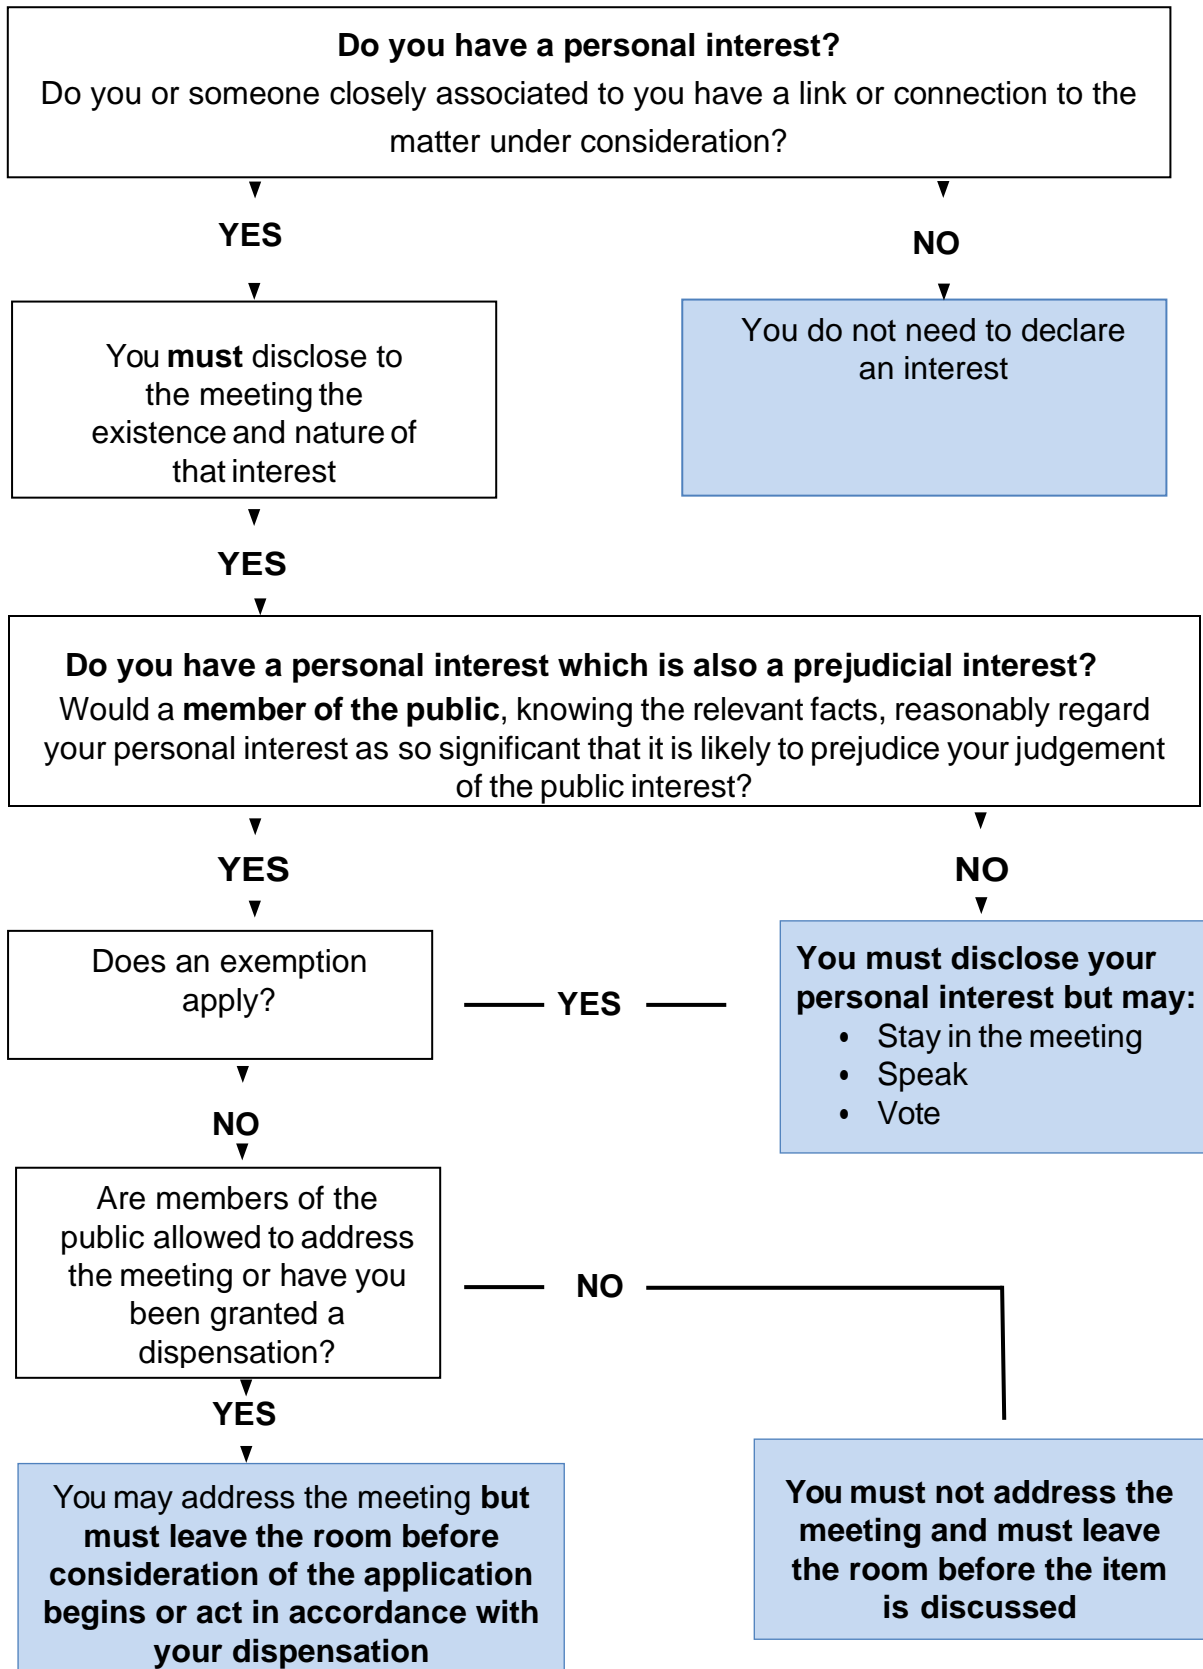 Do you have a personal interest?
Do you or someone closely associated to you have a link or connection to the
matter under consideration?
YES
NO
You must disclose to
the meeting the
existence and nature of
that interest
You do not need to declare
an interest
YES
Do you have a personal interest which is also a prejudicial interest?
Would a member of the public, knowing the relevant facts, reasonably regard
your personal interest as so significant that it is likely to prejudice your judgement
of the public interest?
YES
NO
Does an exemption
apply?
YES
You must disclose your
personal interest but may:
• Stay in the meeting
• Speak
• Vote
NO
Are members of the
public allowed to address
the meeting or have you
been granted a
dispensation?
NO
YES
You may address the meeting but
must leave the room before
consideration of the application
begins or act in accordance with
your dispensation
You must not address the
meeting and must leave
the room before the item
is discussed